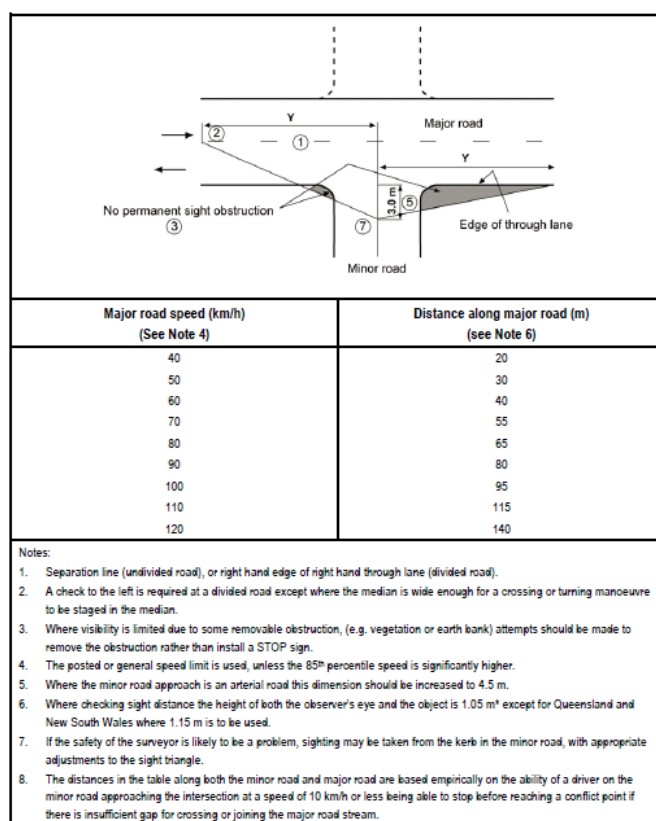 Y
②
①
Major road
Y
No permanent sight obstruction
③
3.0 m
⑤
⑦
Edge of through lane
Minor road
Major road speed (km/h)
(See Note 4)
Distance along major road (m)
(see Note 6)
40 20
50 30
60 40
70 55
80 65
90 80
100 95
110 115
120 140
Notes:
1. Separation line (undivided road), or right hand edge of right hand through lane (divided road).
2. A check to the left is required at a divided road except where the median is wide enough for a crossing or turning manoeuvre
to be staged in the median.
3. Where visibility is limited due to some removable obstruction, (e.g. vegetation or earth bank) attempts should be made to
remove the obstruction rather than install a STOP sign.
4. The posted or general speed limit is used, unless the 85th percentile speed is significantly higher.
5. Where the minor road approach is an arterial road this dimension should be increased to 4.5 m.
6. Where checking sight distance the height of both the observer's eye and the object is 1.05 m* except for Queensland and
New South Wales where 1.15 m is to be used.
7. If the safety of the surveyor is likely to be a problem, sighting may be taken from the kerb in the minor road, with appropriate
adjustments to the sight triangle.
8. The distances in the table along both the minor road and major road are based empirically on the ability of a driver on the
minor road approaching the intersection at a speed of 10 km/h or less being able to stop before reaching a conflict point if
there is insufficient gap for crossing or joining the major road stream.